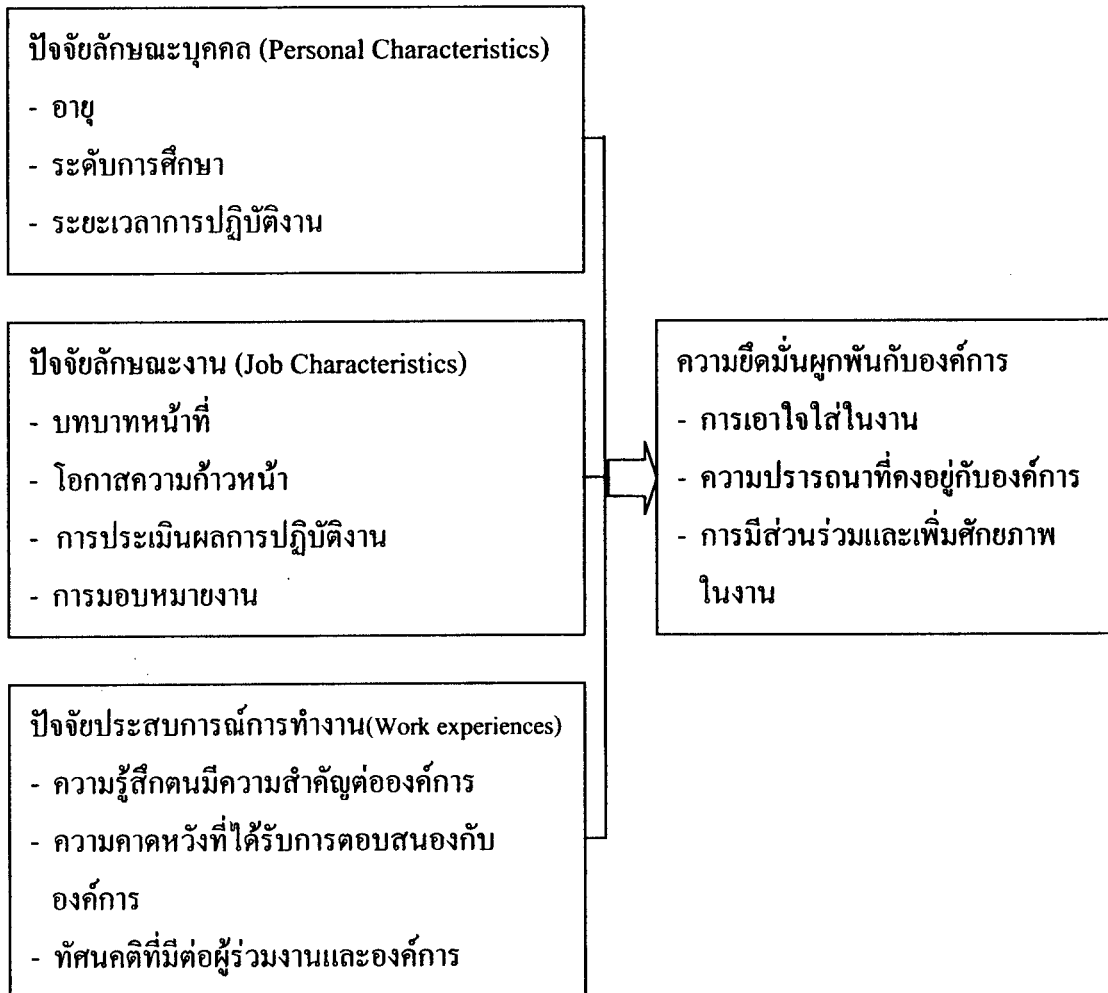 ปัจจัยลักษณะบุคคล (Personal Characteristics)
- อายุ
- ระดับการศึกษา
- ระยะเวลาการปฏิบัติงาน
ปัจจัยลักษณะงาน (Job Characteristics)
- บทบาทหน้าที่
- โอกาสความก้าวหน้า
- การประเมินผลการปฏิบัติงาน
- การมอบหมายงาน
ปัจจัยประสบการณ์การทำงาน(Work experiences)
- ความรู้สึกตนมีความสำคัญต่อองค์การ
- ความคาดหวังที่ได้รับการตอบสนองกับ
องค์การ
- ทัศนคติที่มีต่อผู้ร่วมงานและองค์การ
ความยึดมั่นผูกพันกับองค์การ
- การเอาใจใส่ในงาน
- ความปรารถนาที่คงอยู่กับองค์การ
- การมีส่วนร่วมและเพิ่มศักยภาพ
ในงาน